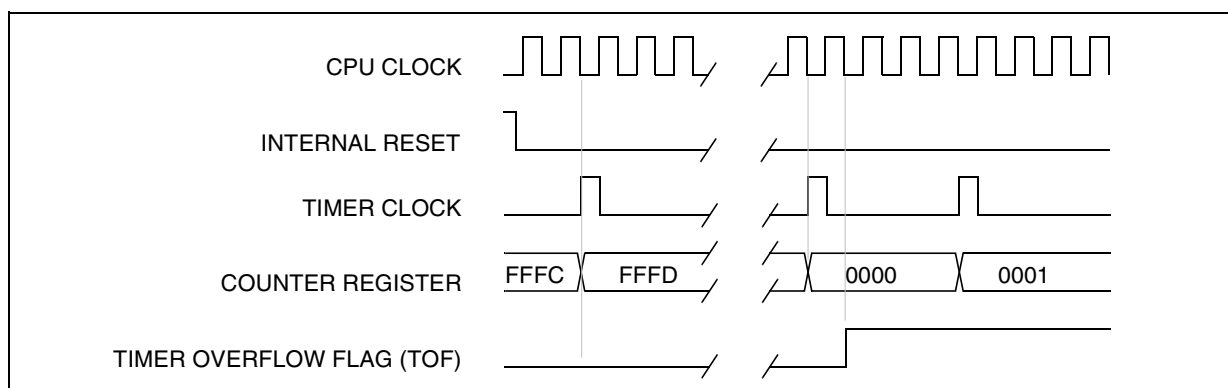 CPU CLOCK
INTERNAL RESET
TIMER CLOCK
COUNTER REGISTER FFFC FFFD 0000 0001
TIMER OVERFLOW FLAG (TOF)